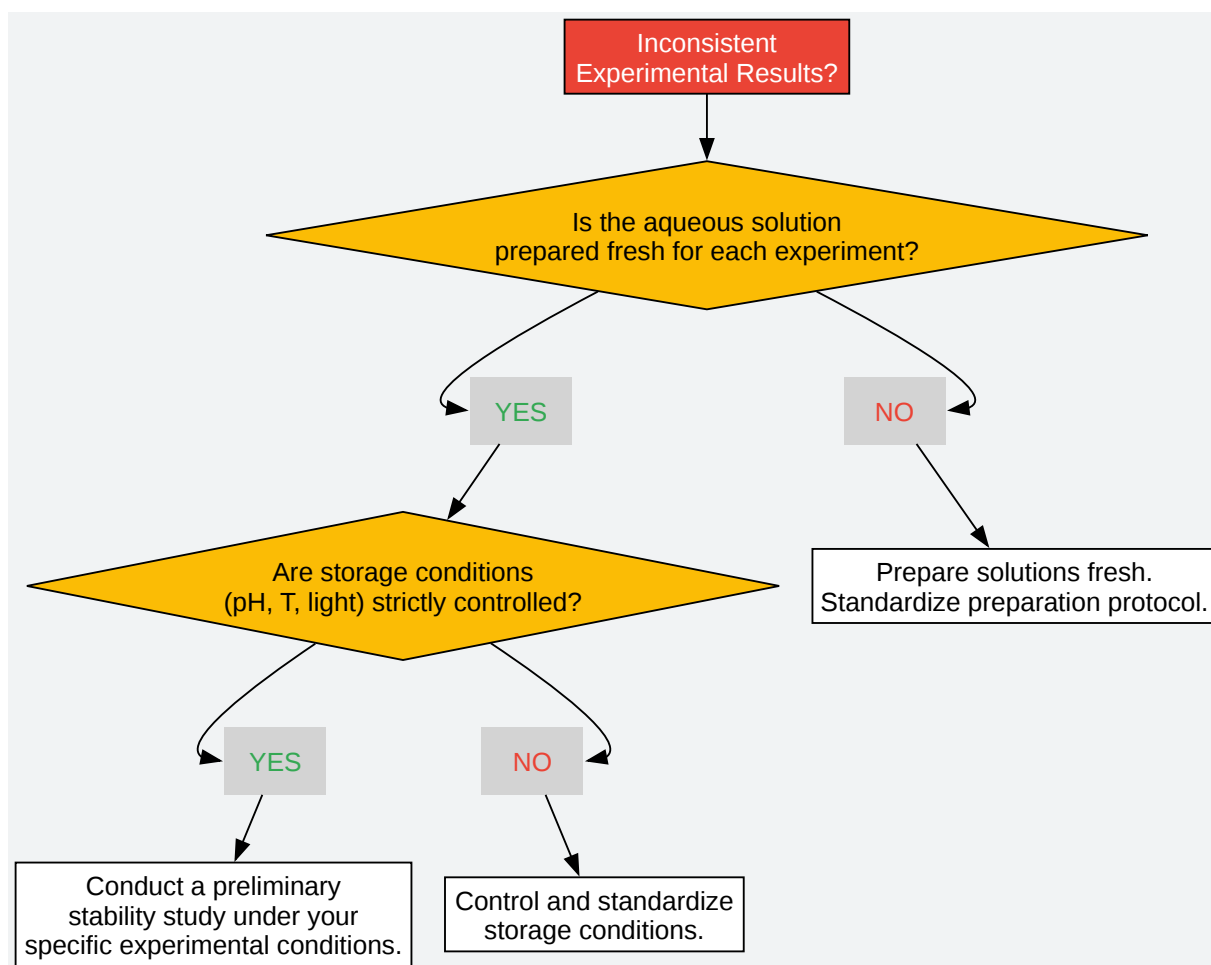 Inconsistent
Experimental Results?
Is the aqueous solution
prepared fresh for each experiment?
YES
NO
Are storage conditions
(pH, T, light) strictly controlled?
Prepare solutions fresh.
Standardize preparation protocol.
YES
NO
Conduct a preliminary
stability study under your
specific experimental conditions.
Control and standardize
storage conditions.